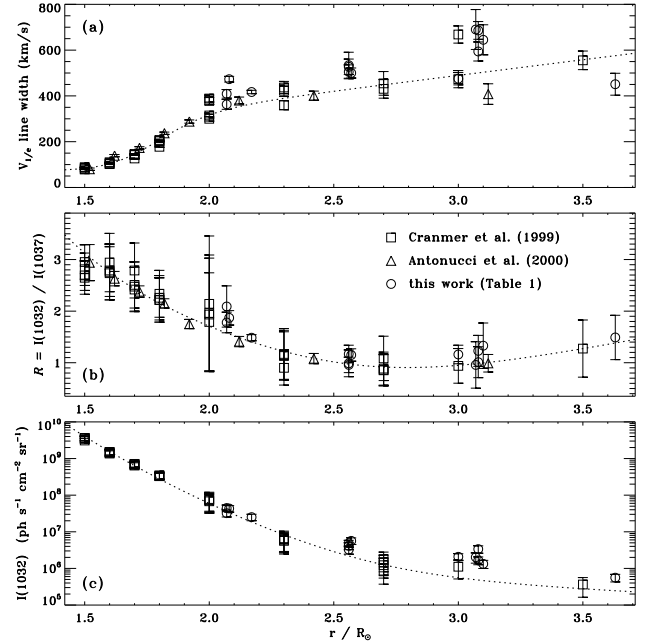 800
600
400
200
0
V1/e line width (km/s)
(a)
1.5 2.0 2.5 3.0 3.5
3
2
1
R = I(1032) / I(1037)
Cranmer et al. (1999)
Antonucci et al. (2000)
this work (Table 1)
(b)
1.5 2.0 2.5 3.0 3.5
10^10
10^9
10^8
10^7
10^6
10^5
I(1032) (ph s^-1 cm^-2 sr^-1)
(c)
1.5 2.0 2.5 3.0 3.5
r / R⊙